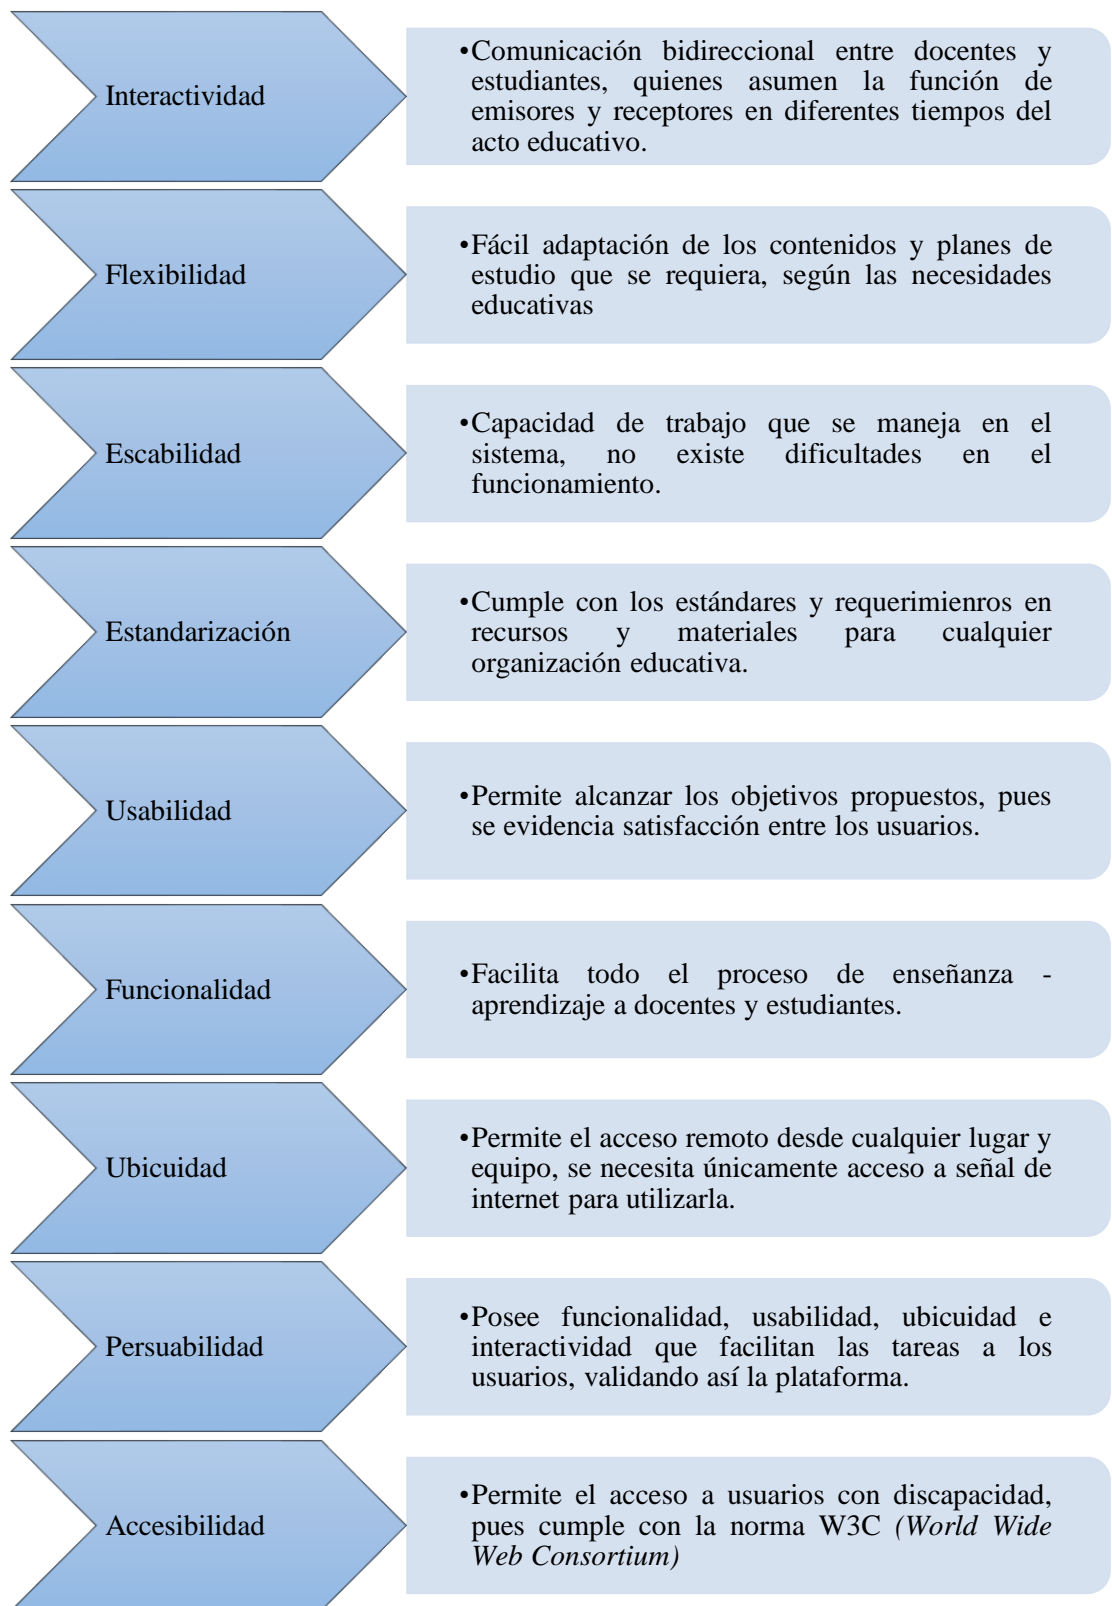 Interactividad
•Comunicación bidireccional entre docentes y
estudiantes, quienes asumen la función de
emisores y receptores en diferentes tiempos del
acto educativo.
Flexibilidad
•Fácil adaptación de los contenidos y planes de
estudio que se requiera, según las necesidades
educativas
Escabilidad
•Capacidad de trabajo que se maneja en el
sistema, no existe dificultades en el
funcionamiento.
Estandarización
•Cumple con los estándares y requerimienros en
recursos y materiales para cualquier
organización educativa.
Usabilidad
•Permite alcanzar los objetivos propuestos, pues
se evidencia satisfacción entre los usuarios.
Funcionalidad
•Facilita todo el proceso de enseñanza -
aprendizaje a docentes y estudiantes.
Ubicuidad
•Permite el acceso remoto desde cualquier lugar y
equipo, se necesita únicamente acceso a señal de
internet para utilizarla.
Persuabilidad
•Posee funcionalidad, usabilidad, ubicuidad e
interactividad que facilitan las tareas a los
usuarios, validando así la plataforma.
Accesibilidad
•Permite el acceso a usuarios con discapacidad,
pues cumple con la norma W3C (World Wide
Web Consortium)